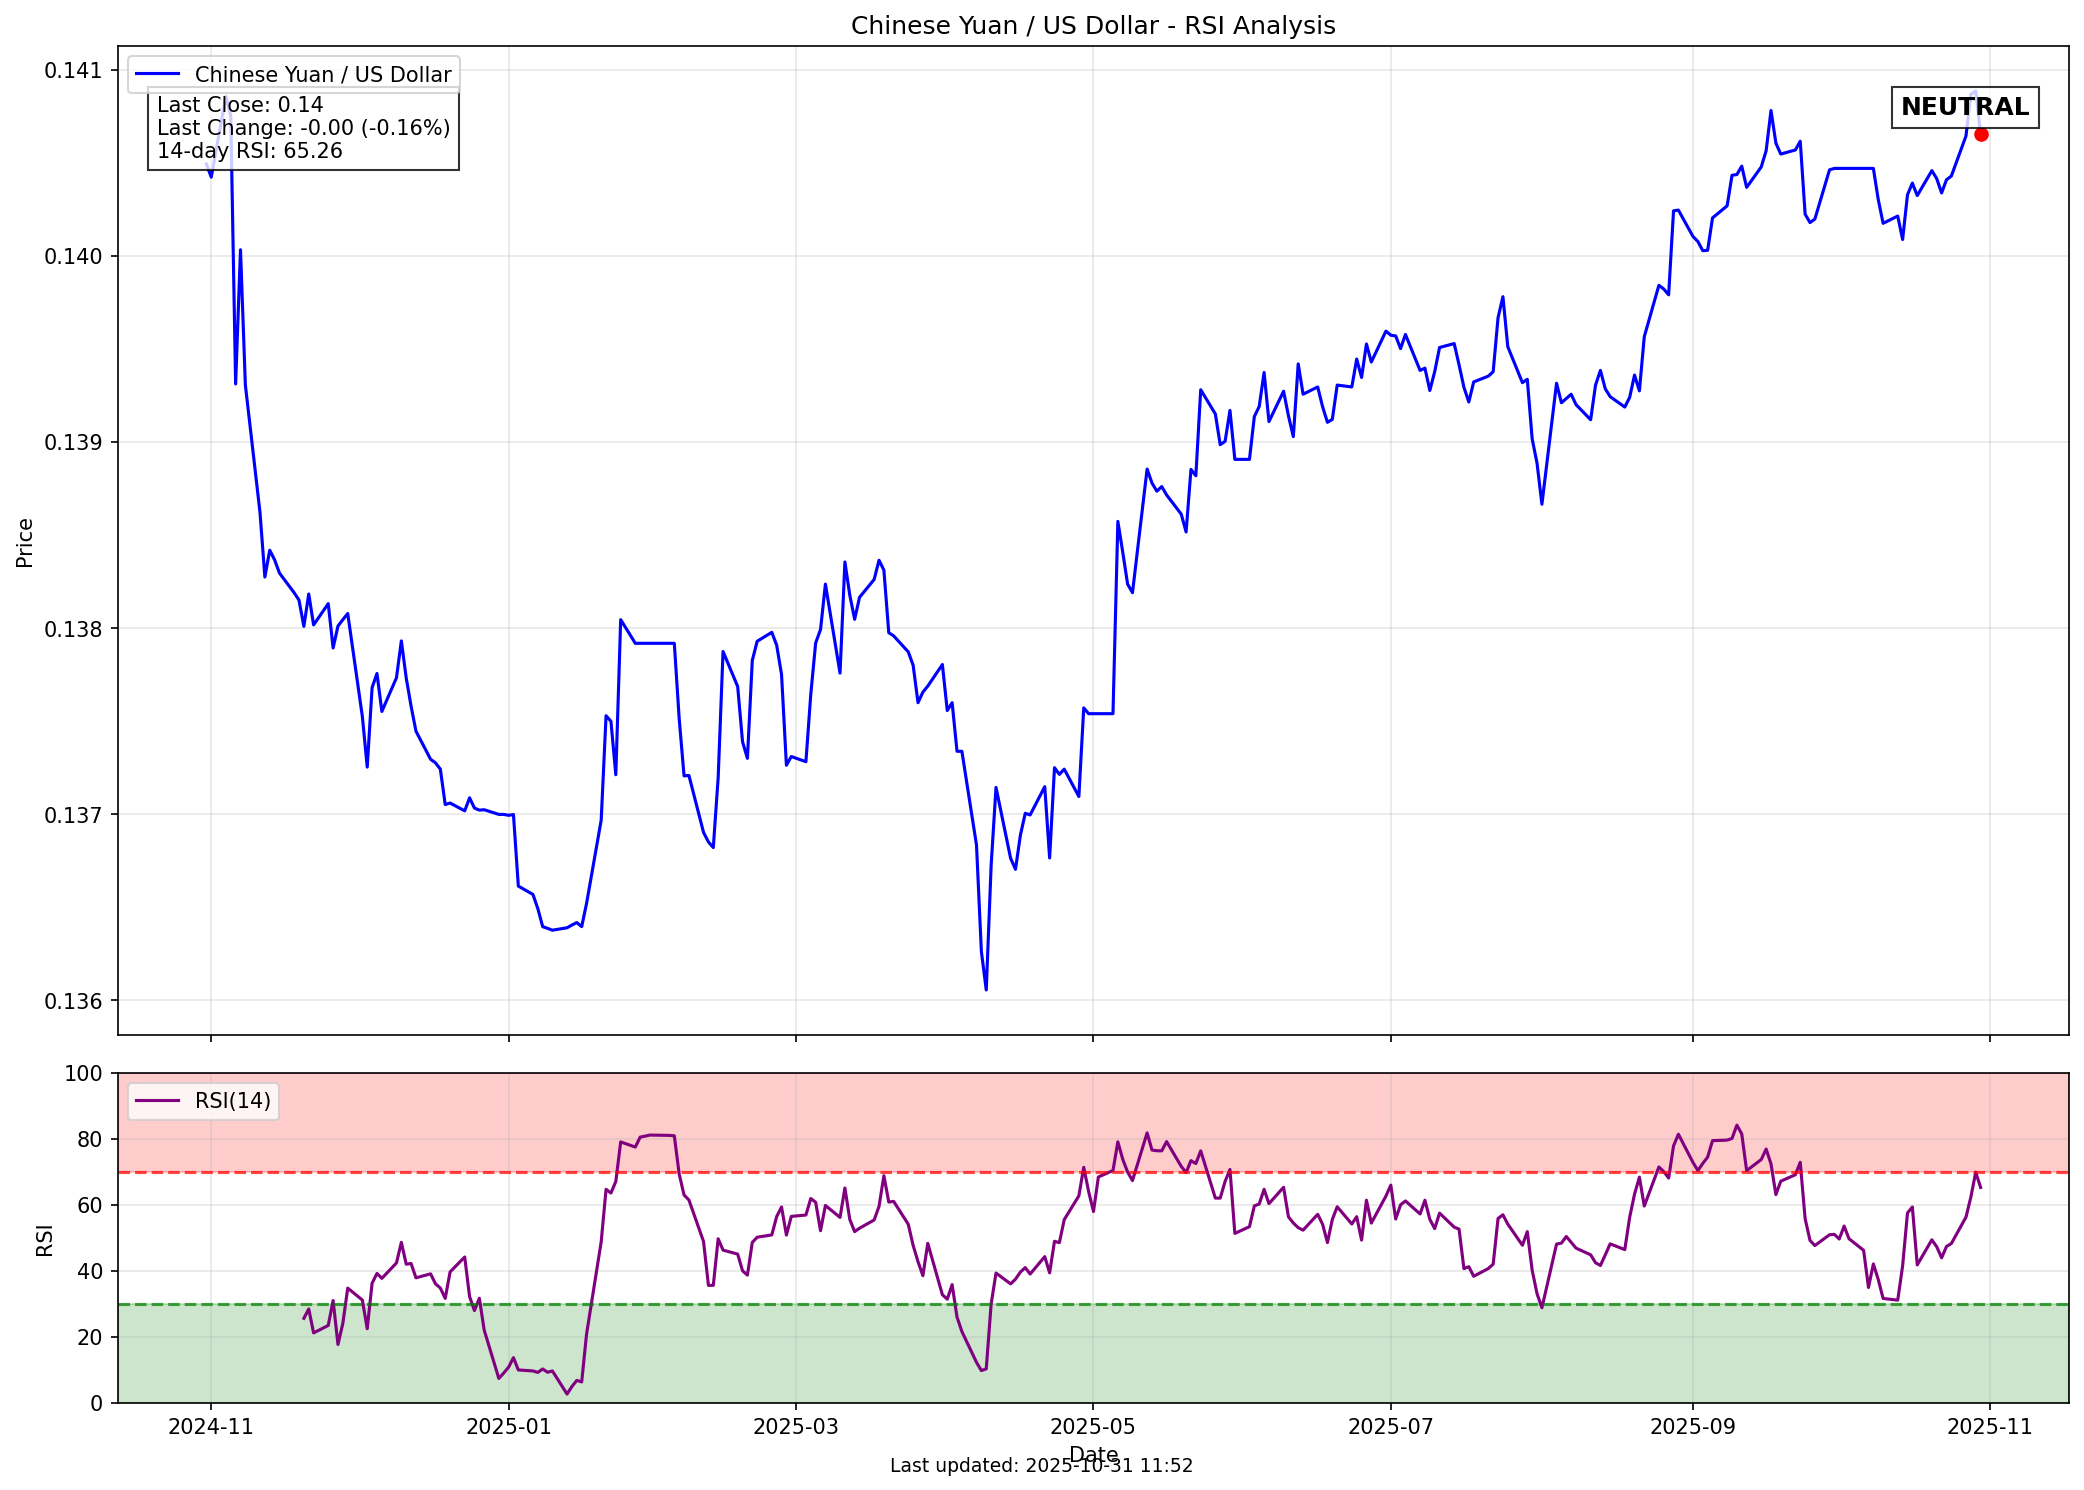 Chinese Yuan / US Dollar - RSI Analysis
Chinese Yuan / US Dollar
Last Close: 0.14
Last Change: -0.00 (-0.16%)
14-day RSI: 65.26
NEUTRAL
0.141
0.140
0.139
0.138
0.137
0.136
Price
RSI(14)
100
80
60
40
20
0
RSI
2024-11
2025-01
2025-03
2025-05
2025-07
2025-09
2025-11
Date
Last updated: 2025-10-31 11:52